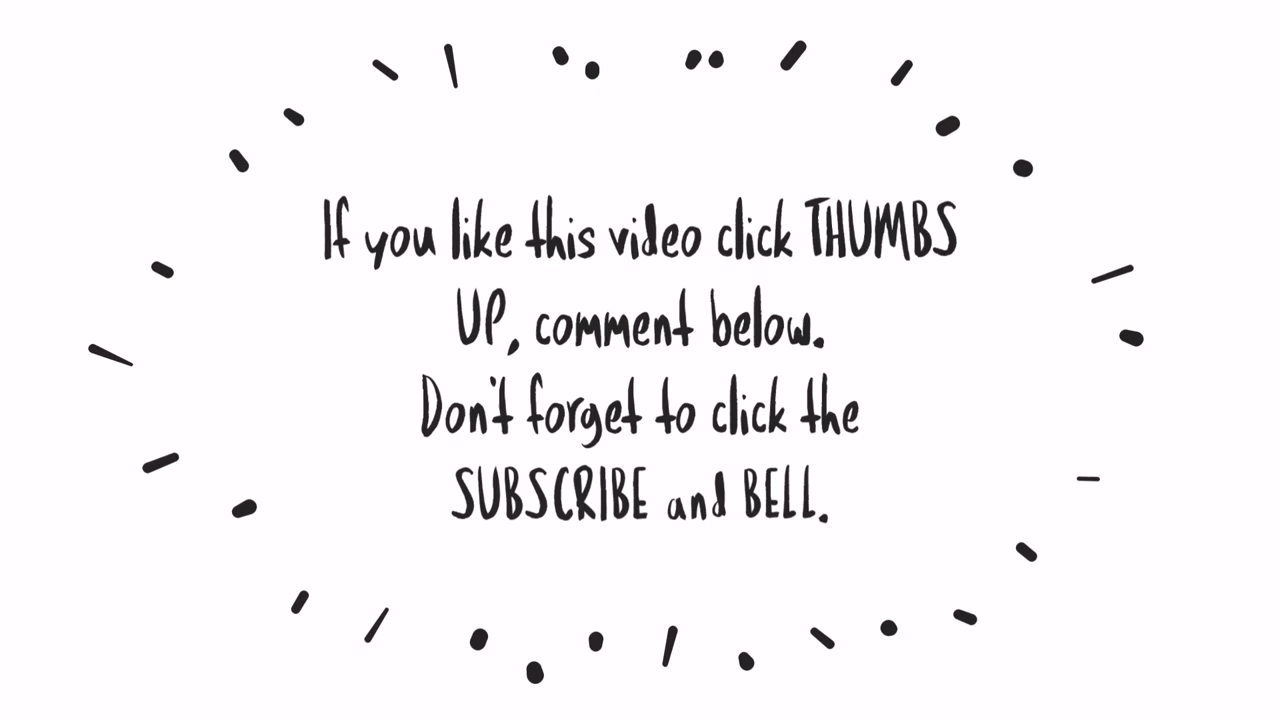 If you like this video click THUMBS
UP, comment below.
Don't forget to click the
SUBSCRIBE and BELL.